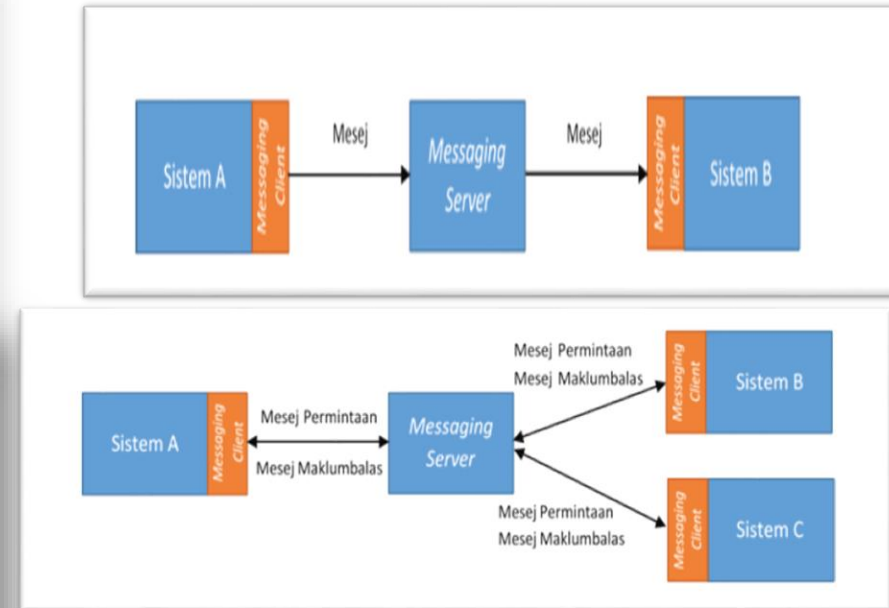 Sistem A
Messaging
Client
Mesej
Messaging
Server
Mesej
Messaging
Client
Sistem B
Sistem A
Messaging
Client
Mesej Permintaan
Mesej Maklumbalas
Messaging
Server
Mesej Permintaan
Mesej Maklumbalas
Messaging
Client
Sistem B
Mesej Permintaan
Mesej Maklumbalas
Messaging
Client
Sistem C